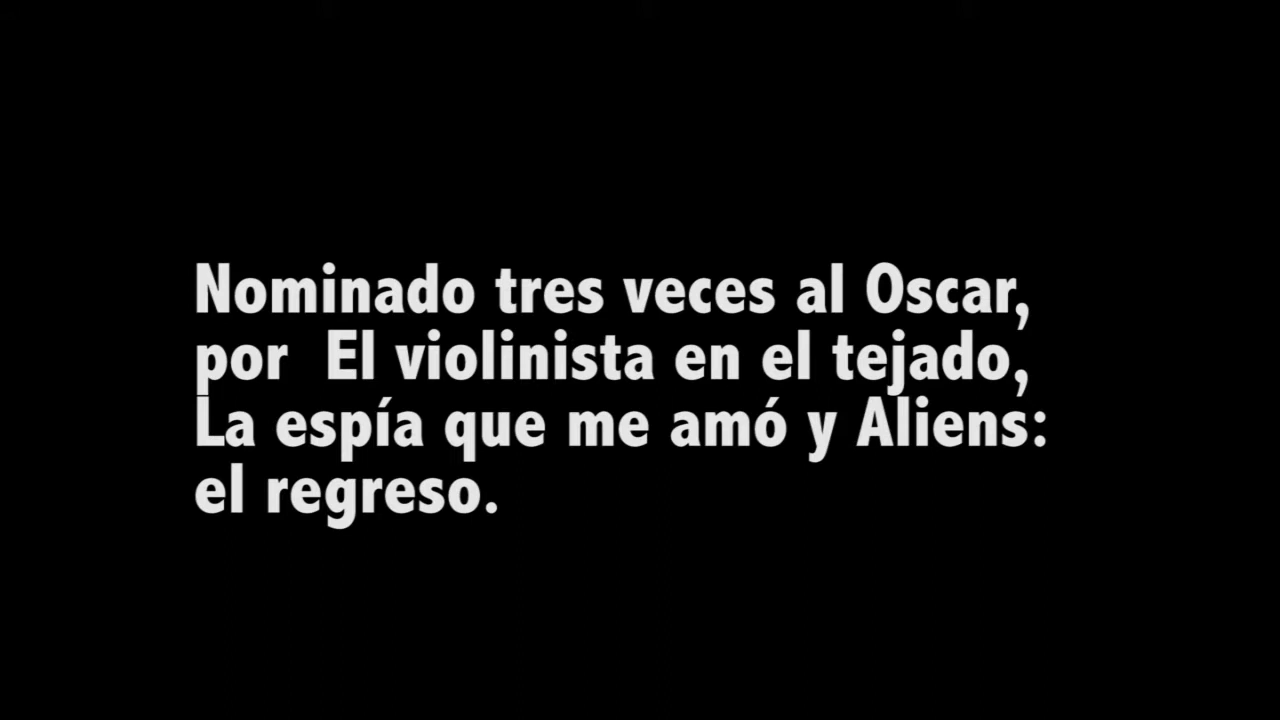 Nominado tres veces al Oscar,
por  El violinista en el tejado,
La espía que me amó y Aliens:
el regreso.